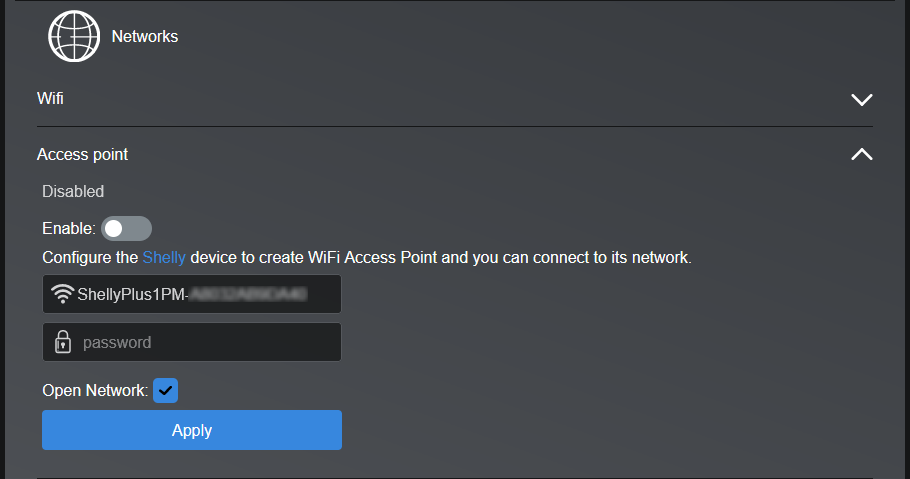 Networks
Wifi
Access point
Disabled
Enable:
Configure the Shelly device to create WiFi Access Point and you can connect to its network.
ShellyPlus1PM-
password
Open Network:
Apply